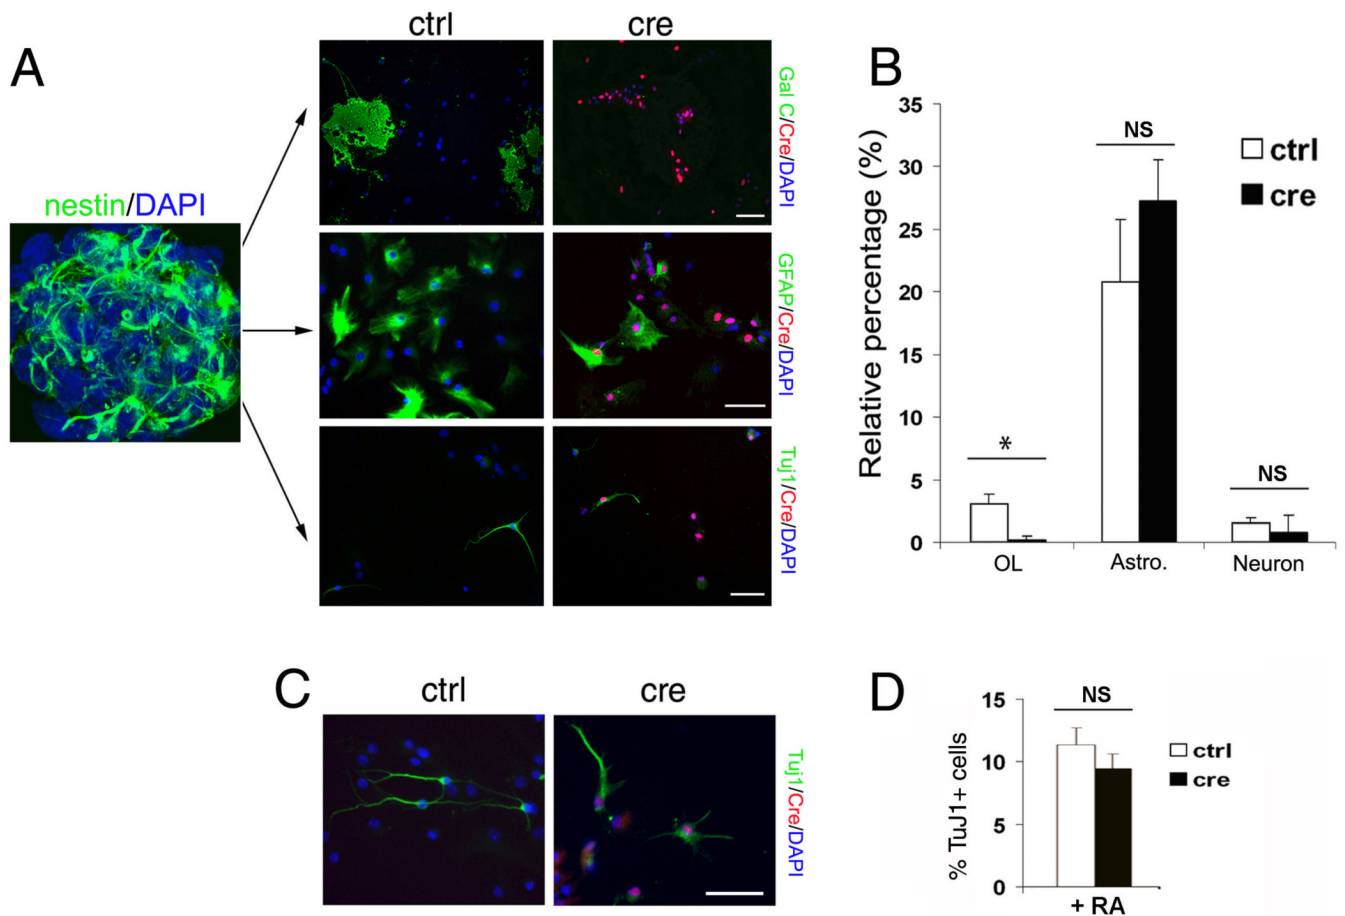 A
ctrl
cre
nestin/DAPI
Gal C/Cre/DAPI
GFAP/Cre/DAPI
Tuj1/Cre/DAPI
B
Relative percentage (%)
35
30
25
20
15
10
5
0
*
NS
NS
ctrl
cre
OL
Astro.
Neuron
C
ctrl
cre
Tuj1/Cre/DAPI
D
% TuJ1+ cells
15
10
5
0
NS
ctrl
cre
+ RA